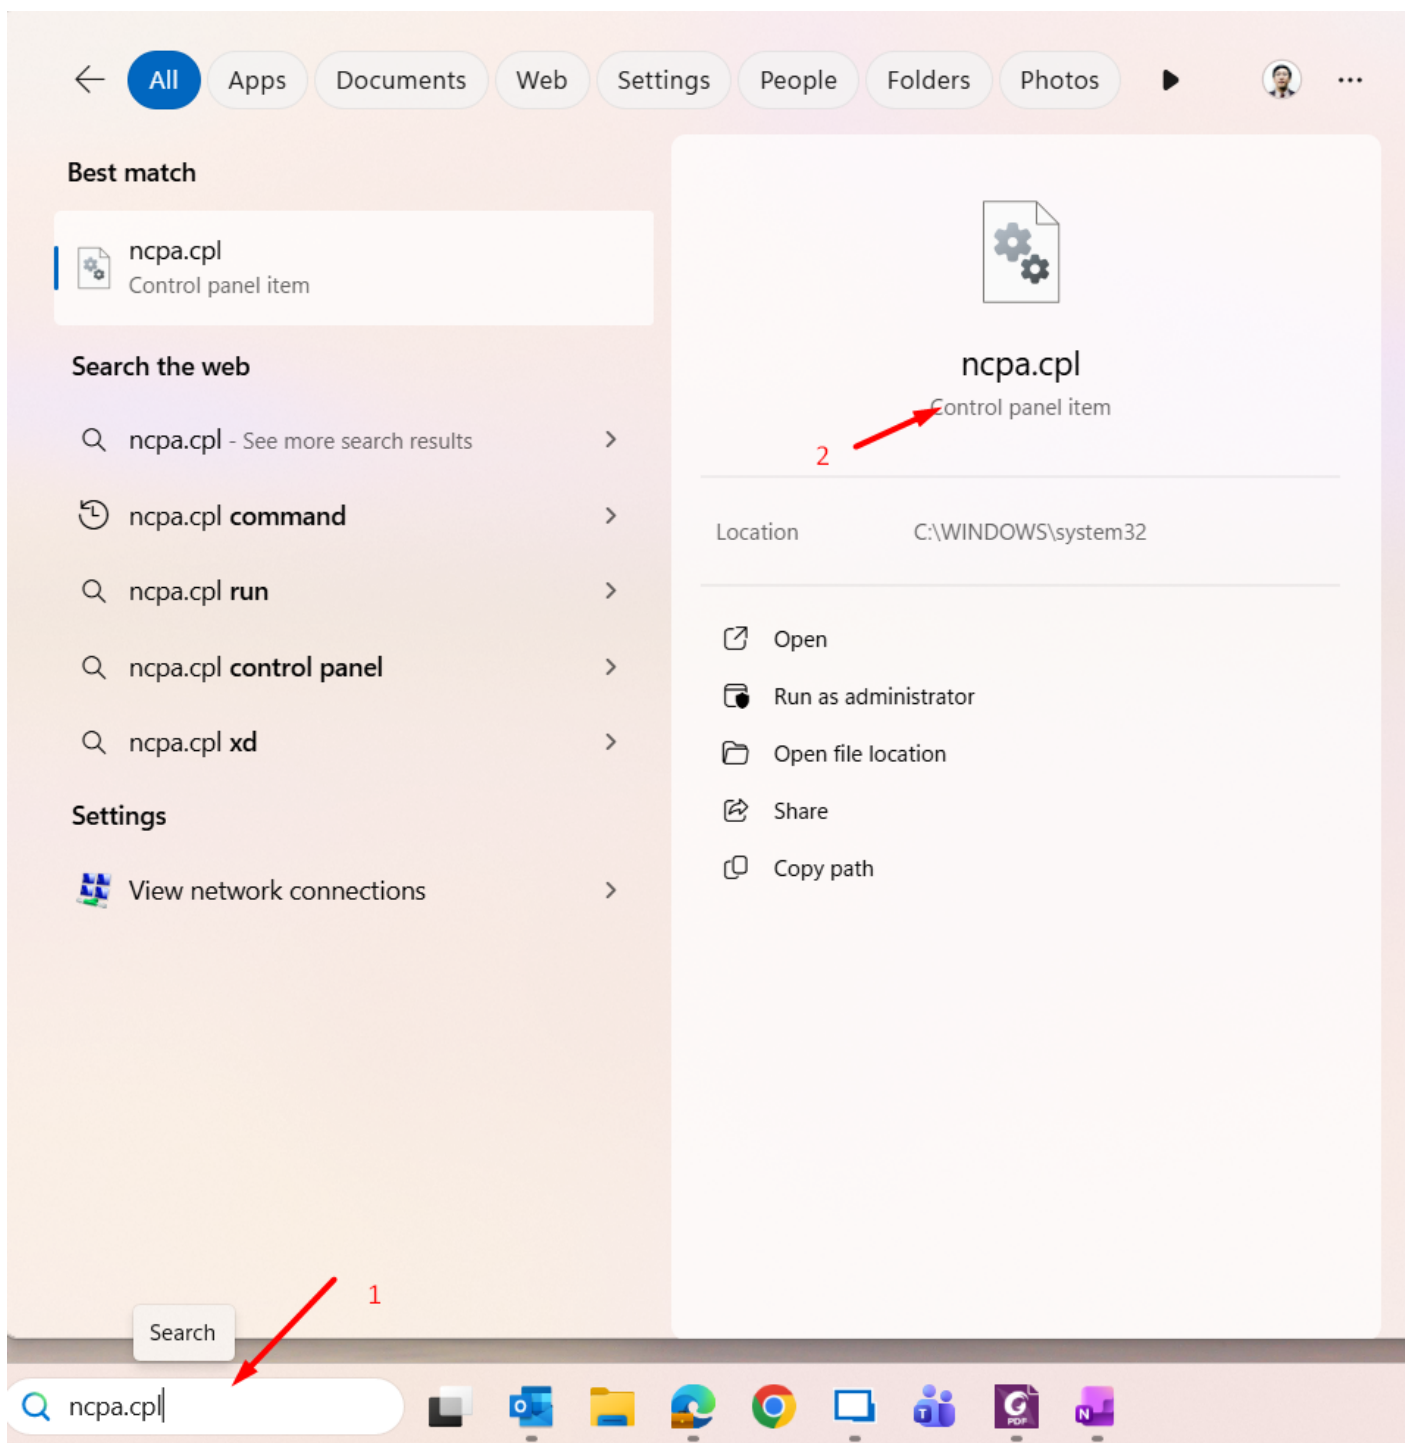 All
Apps
Documents
Web
Settings
People
Folders
Photos
Best match
ncpa.cpl
Control panel item
Search the web
ncpa.cpl - See more search results
ncpa.cpl command
ncpa.cpl run
ncpa.cpl control panel
ncpa.cpl xd
Settings
View network connections
ncpa.cpl
Control panel item
2
Location C:\WINDOWS\system32
Open
Run as administrator
Open file location
Share
Copy path
1
Search
ncpa.cpl
O
T
G
PDF
N